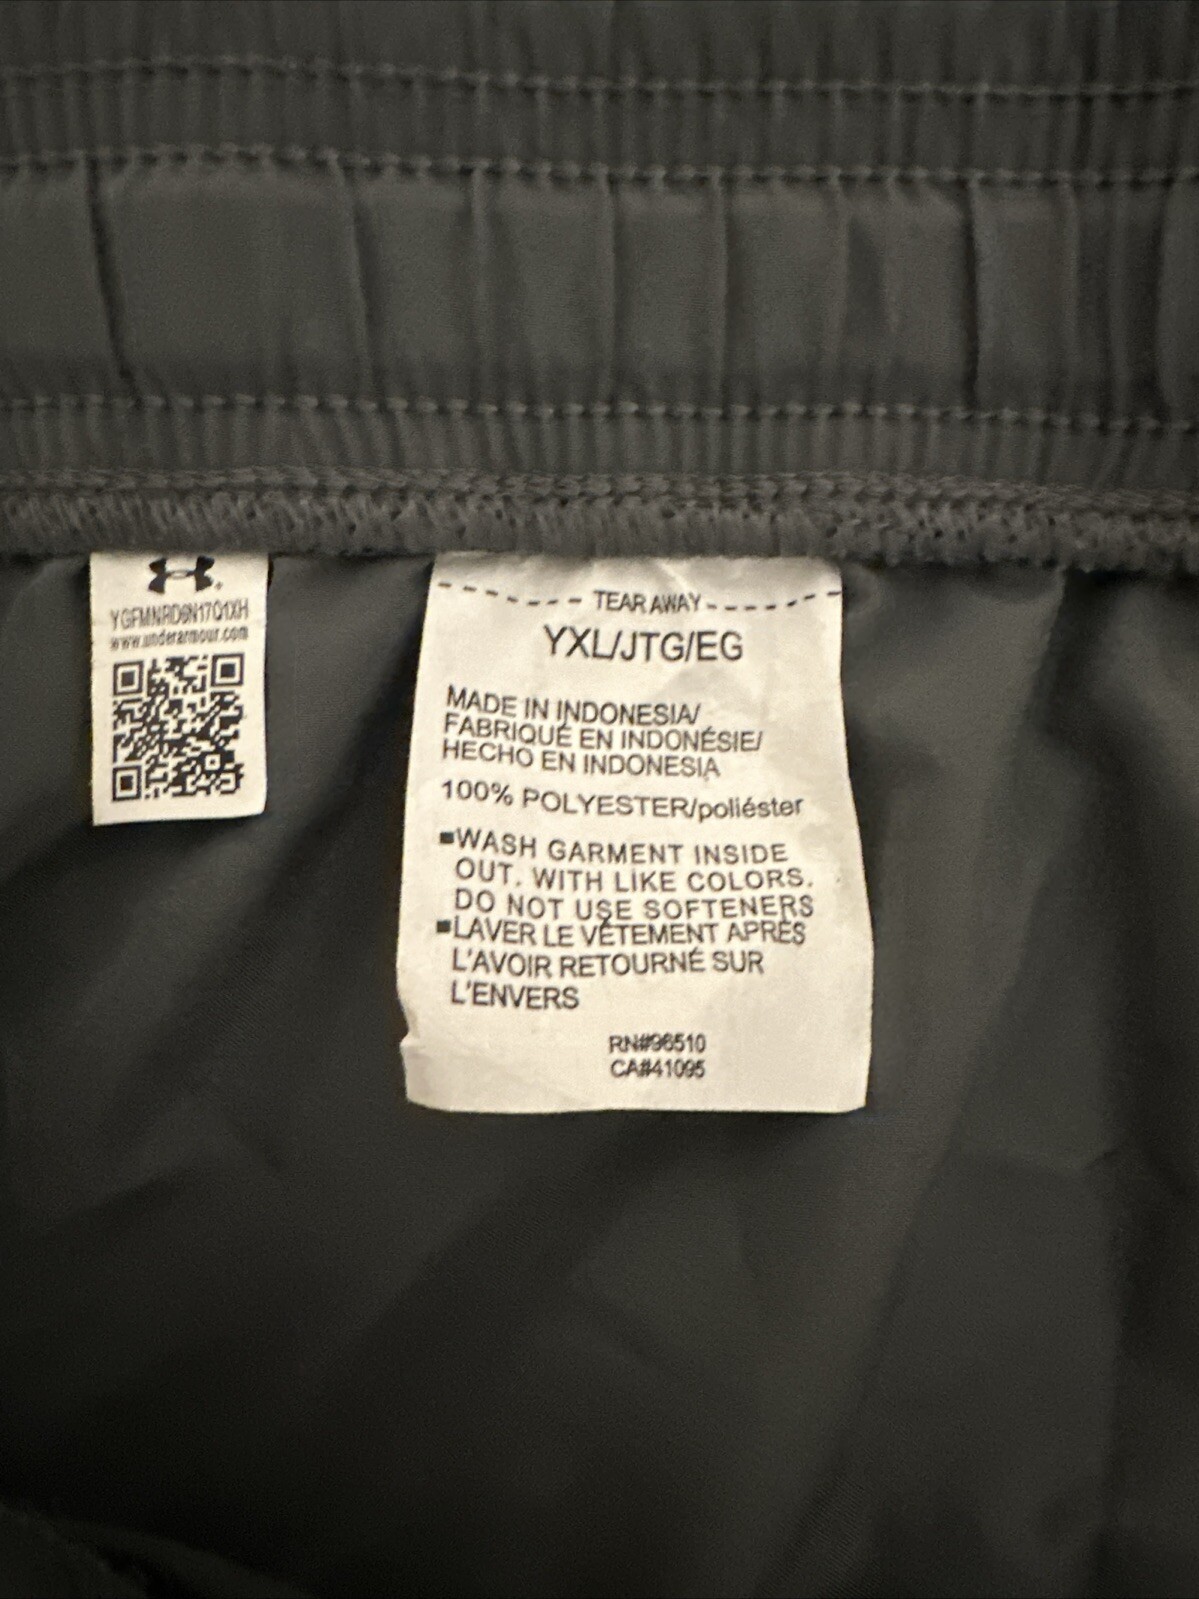 www.underarmour.com
TEAR AWAY
YXL/JTG/EG
MADE IN INDONESIA/
FABRIQUÉ EN INDONÉSIE/
HECHO EN INDONESIA
100% POLYESTER/poliéster
▪WASH GARMENT INSIDE
OUT. WITH LIKE COLORS.
DO NOT USE SOFTENERS
▪LAVER LE VÊTEMENT APRÈS
L'AVOIR RETOURNÉ SUR
L'ENVERS
RN#96510
CA#41095